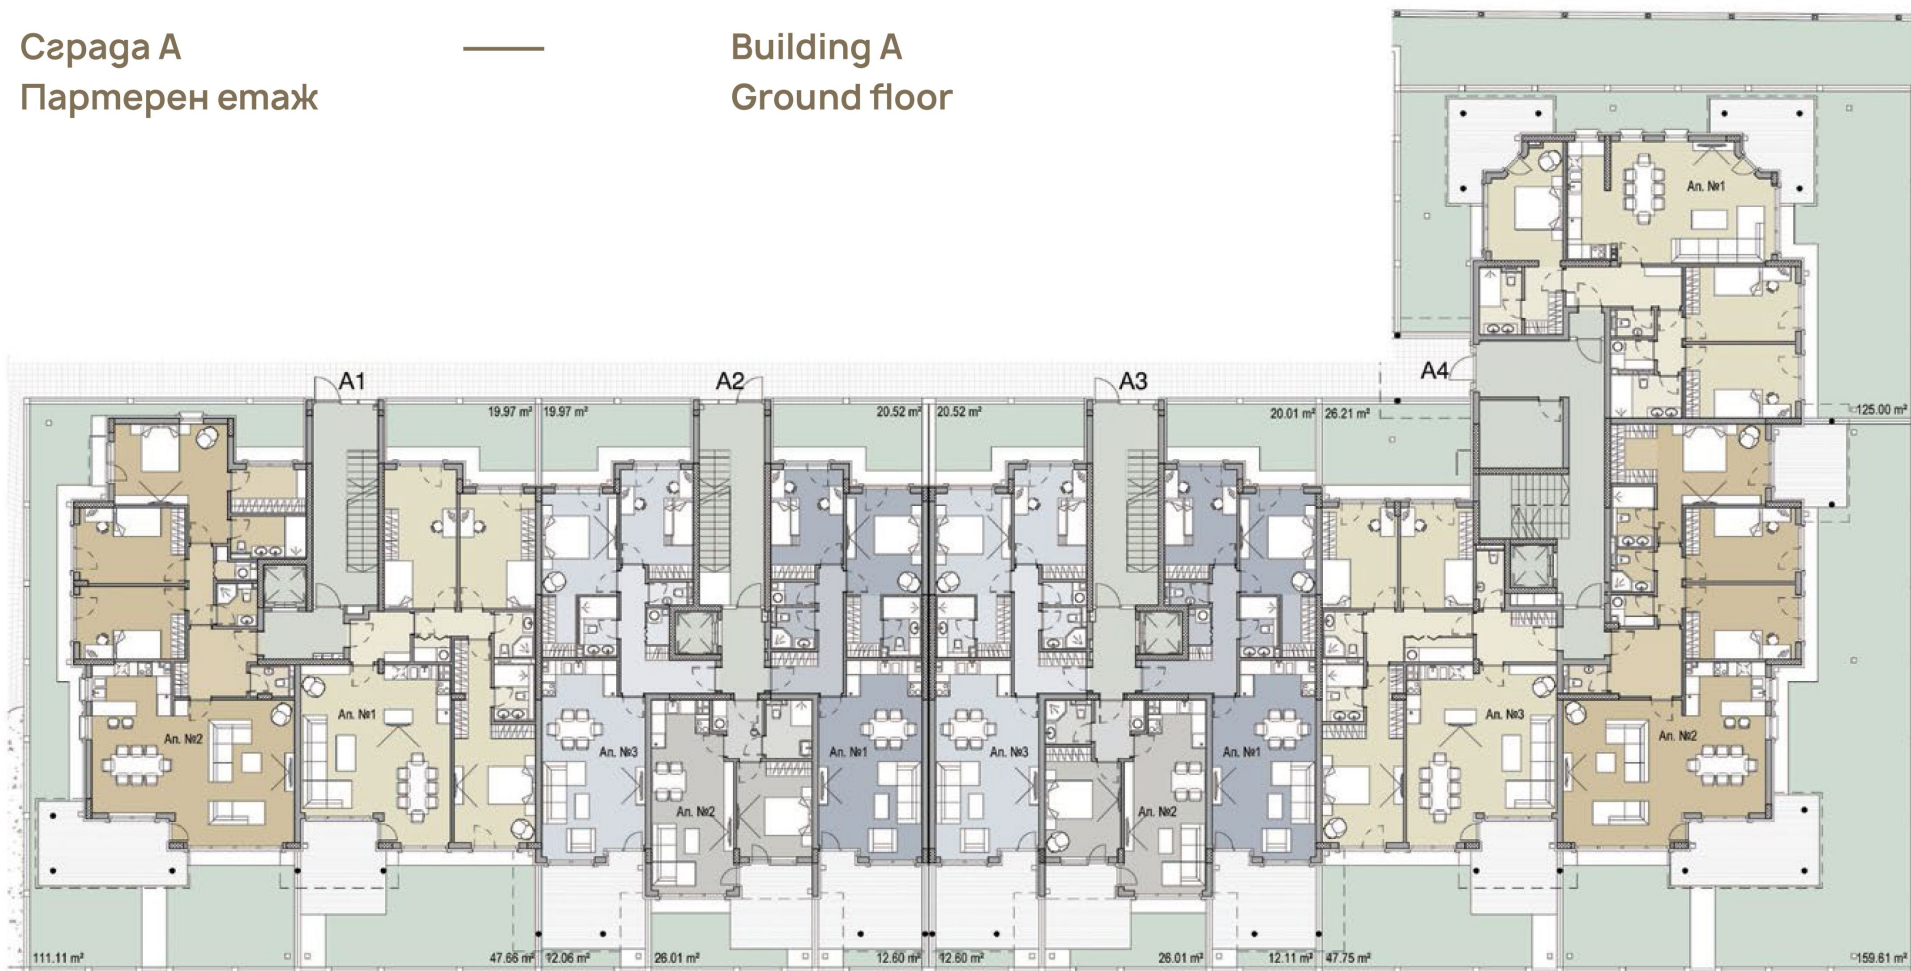 Сграда А
Партерен етаж
Building A
Ground floor
Ап. №1
A1
A2
A3
A4
19.97 m²
19.97 m²
20.52 m²
20.52 m²
20.01 m²
26.21 m²
125.00 m²
Ап. №2
Ап. №1
Ап. №3
Ап. №2
Ап. №1
Ап. №3
Ап. №2
Ап. №1
Ап. №3
Ап. №2
111.11 m²
47.66 m²
12.06 m²
26.01 m²
12.60 m²
12.60 m²
26.01 m²
12.11 m²
47.75 m²
159.61 m²